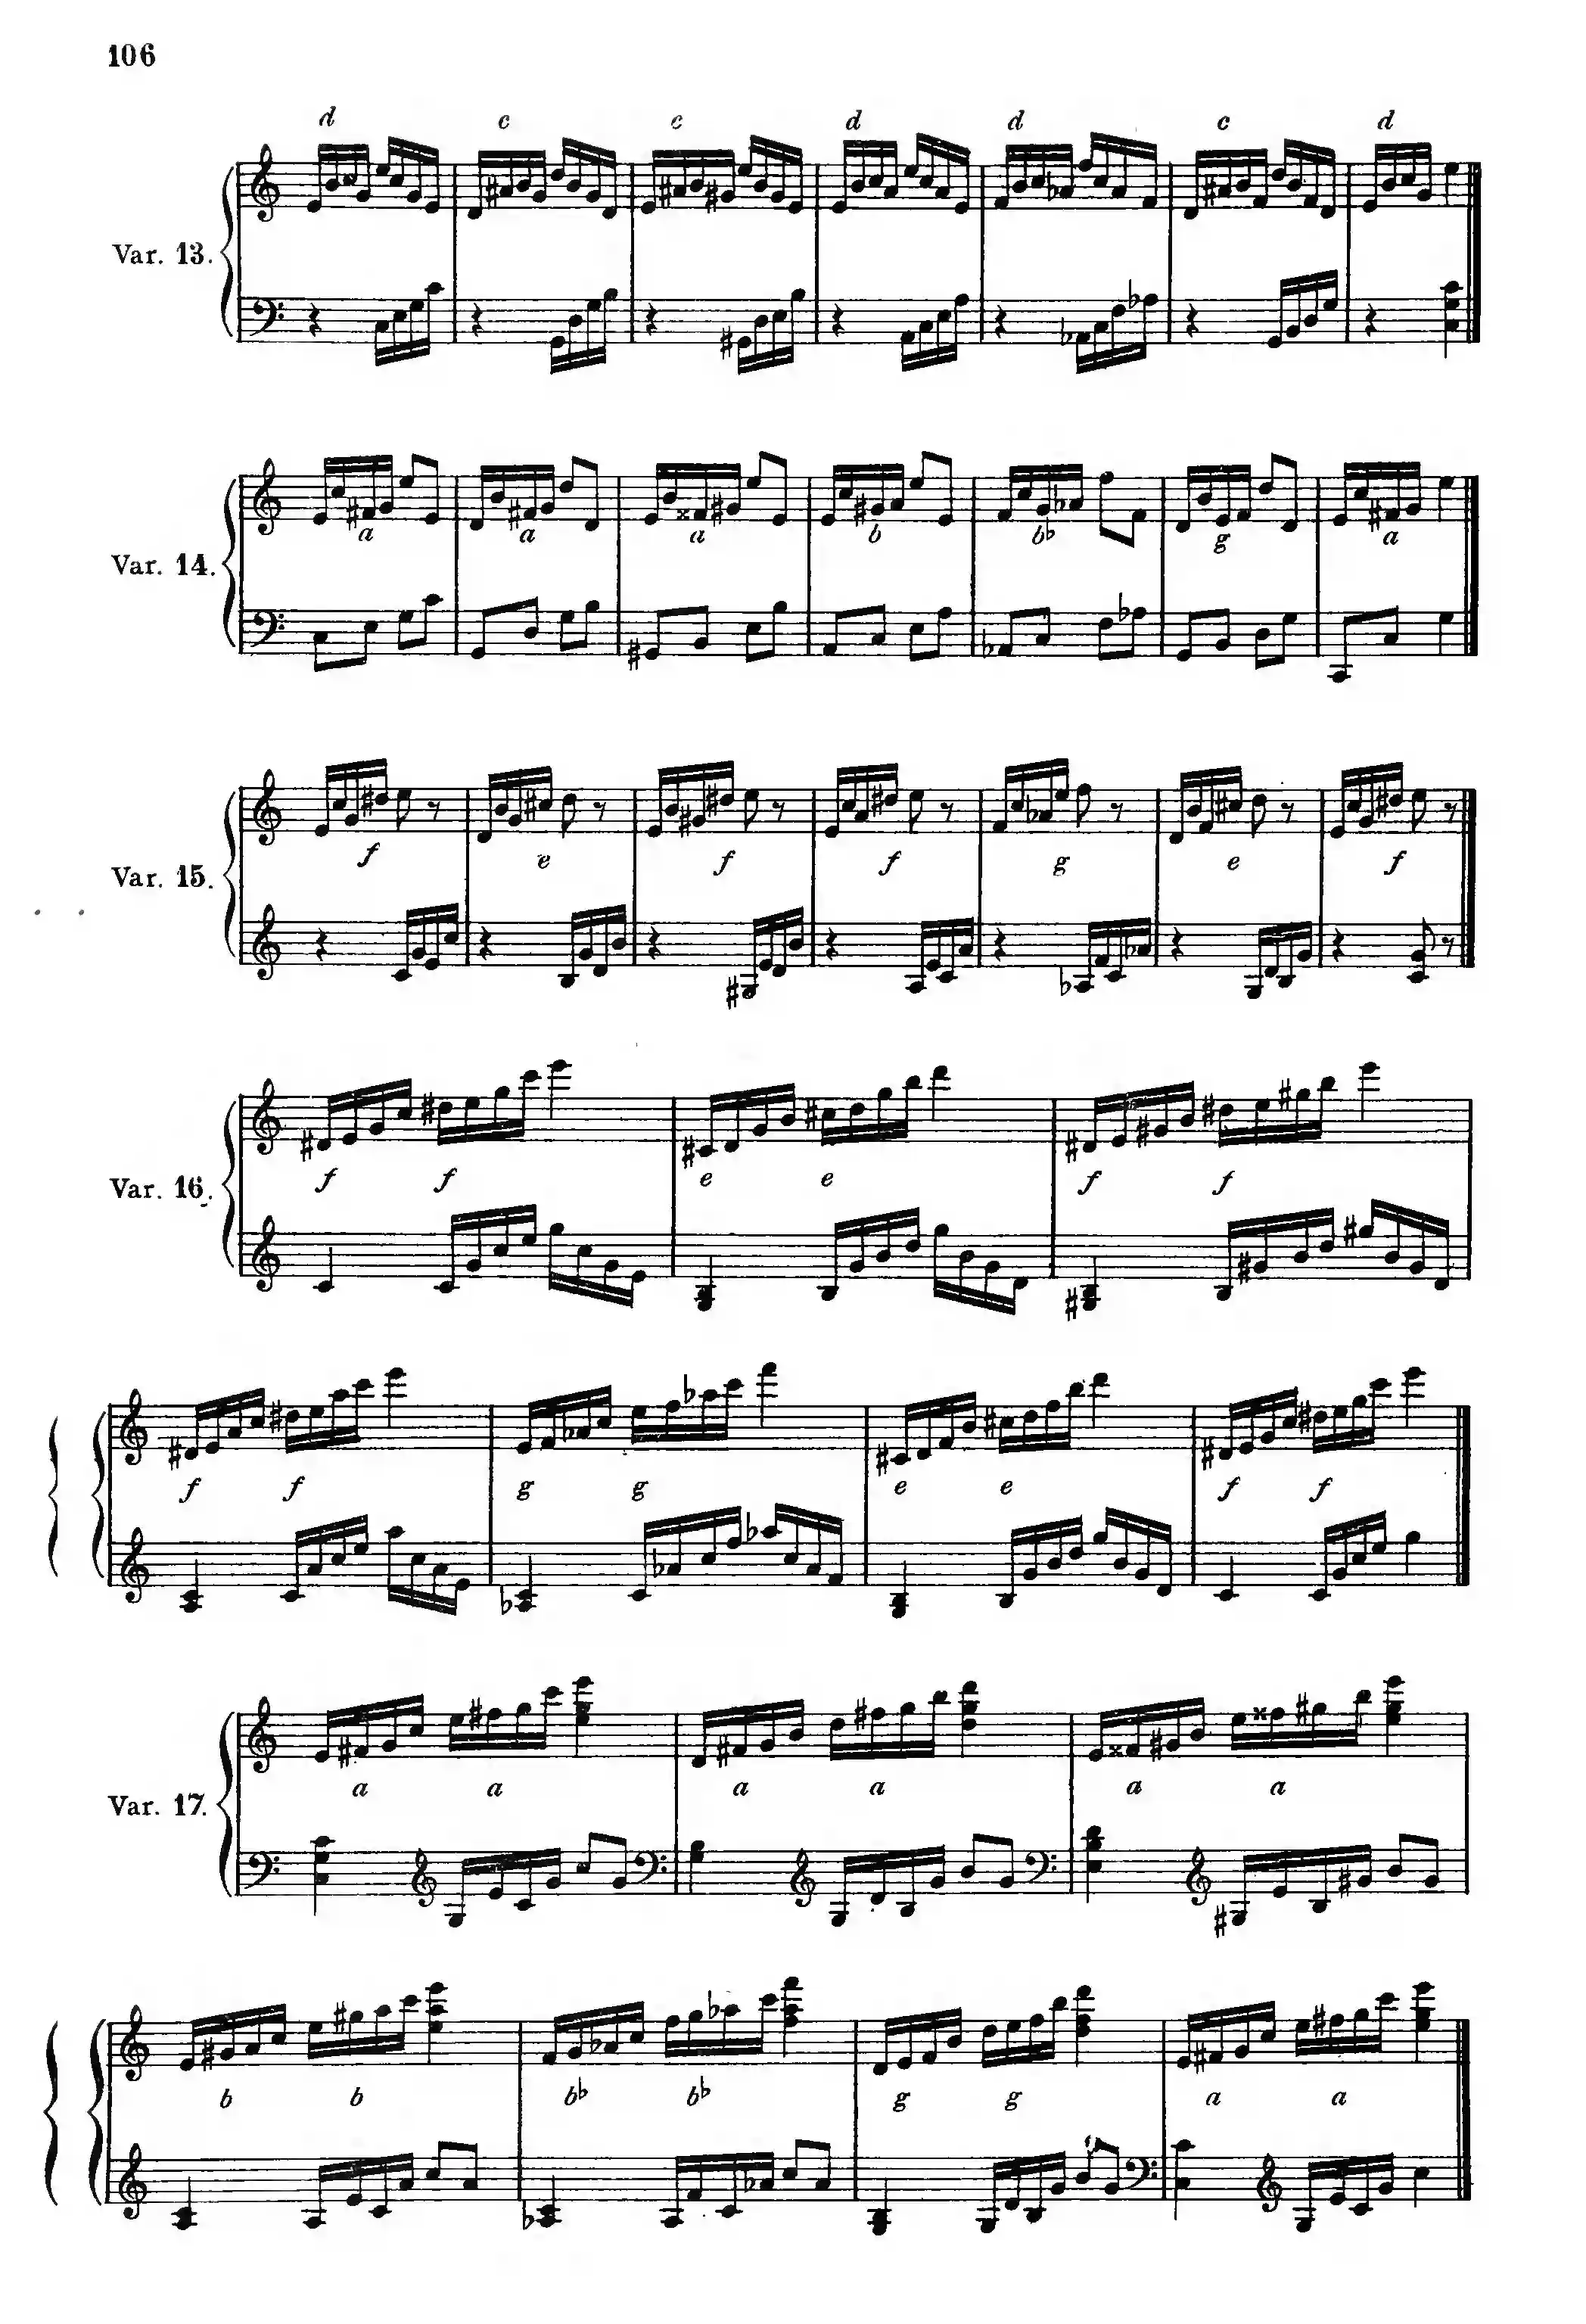 106
d c c d d c d
Var. 13.
Var. 14.
a a a b b♭ g a
f e f f g e f
Var. 15.
f f e e f f
Var. 16.
f f g g e e f f
a a a a a a
Var. 17.
b b b♭ b♭ g g a a